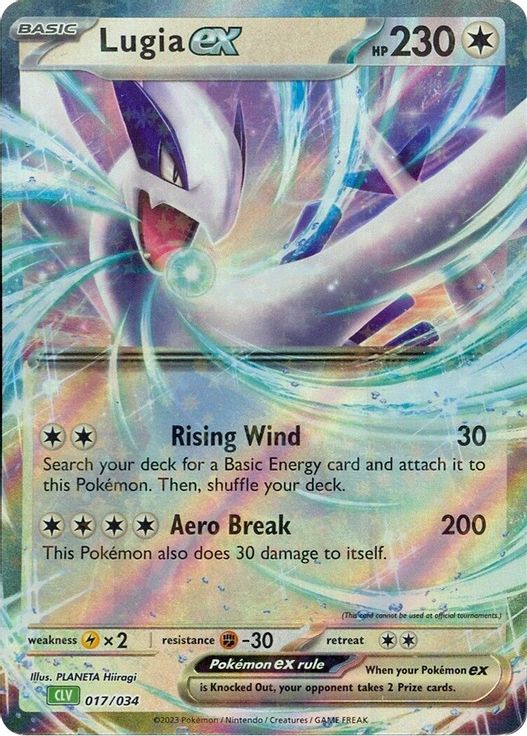 BASIC
Lugia ex HP 230
Rising Wind 30
Search your deck for a Basic Energy card and attach it to
this Pokémon. Then, shuffle your deck.
Aero Break 200
This Pokémon also does 30 damage to itself.
(This card cannot be used at official tournaments.)
weakness ×2 resistance -30 retreat
Pokémon ex rule When your Pokémon ex
is Knocked Out, your opponent takes 2 Prize cards.
Illus. PLANETA Hiiragi
CLV 017/034
©2023 Pokémon / Nintendo / Creatures / GAME FREAK